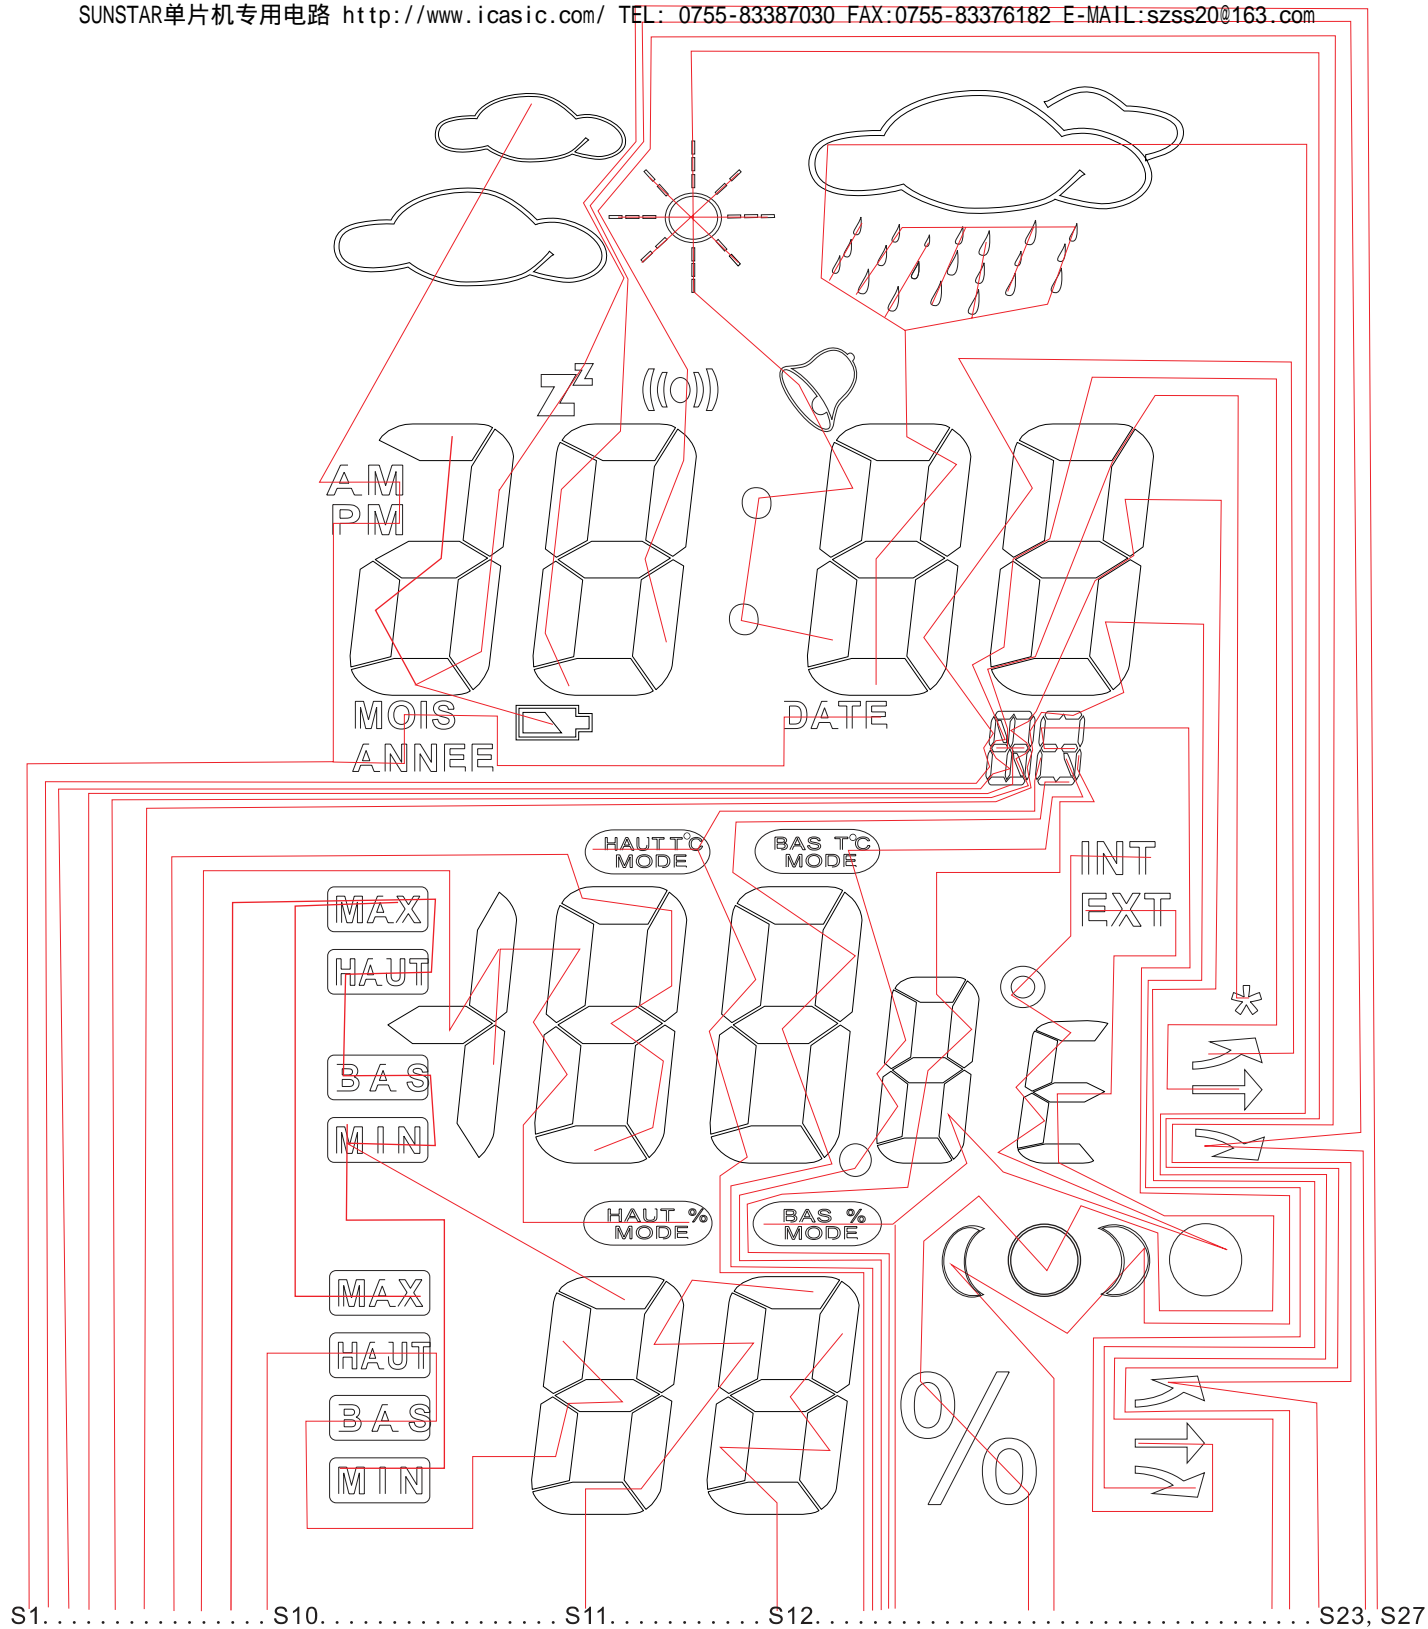 SUNSTAR单片机专用电路 http://www.icasic.com/ TEL: 0755-83387030 FAX:0755-83376182 E-MAIL:szss20@163.com
Zz
((( )))
AM
PM
MOIS
ANNEE
DATE
HAUT T°C
MODE
BAS T°C
MODE
INT
EXT
MAX
HAUT
BAS
MIN
*
HAUT %
MODE
BAS %
MODE
MAX
HAUT
BAS
MIN
%
S1................S10.................S11...........S12...................................S23, S27